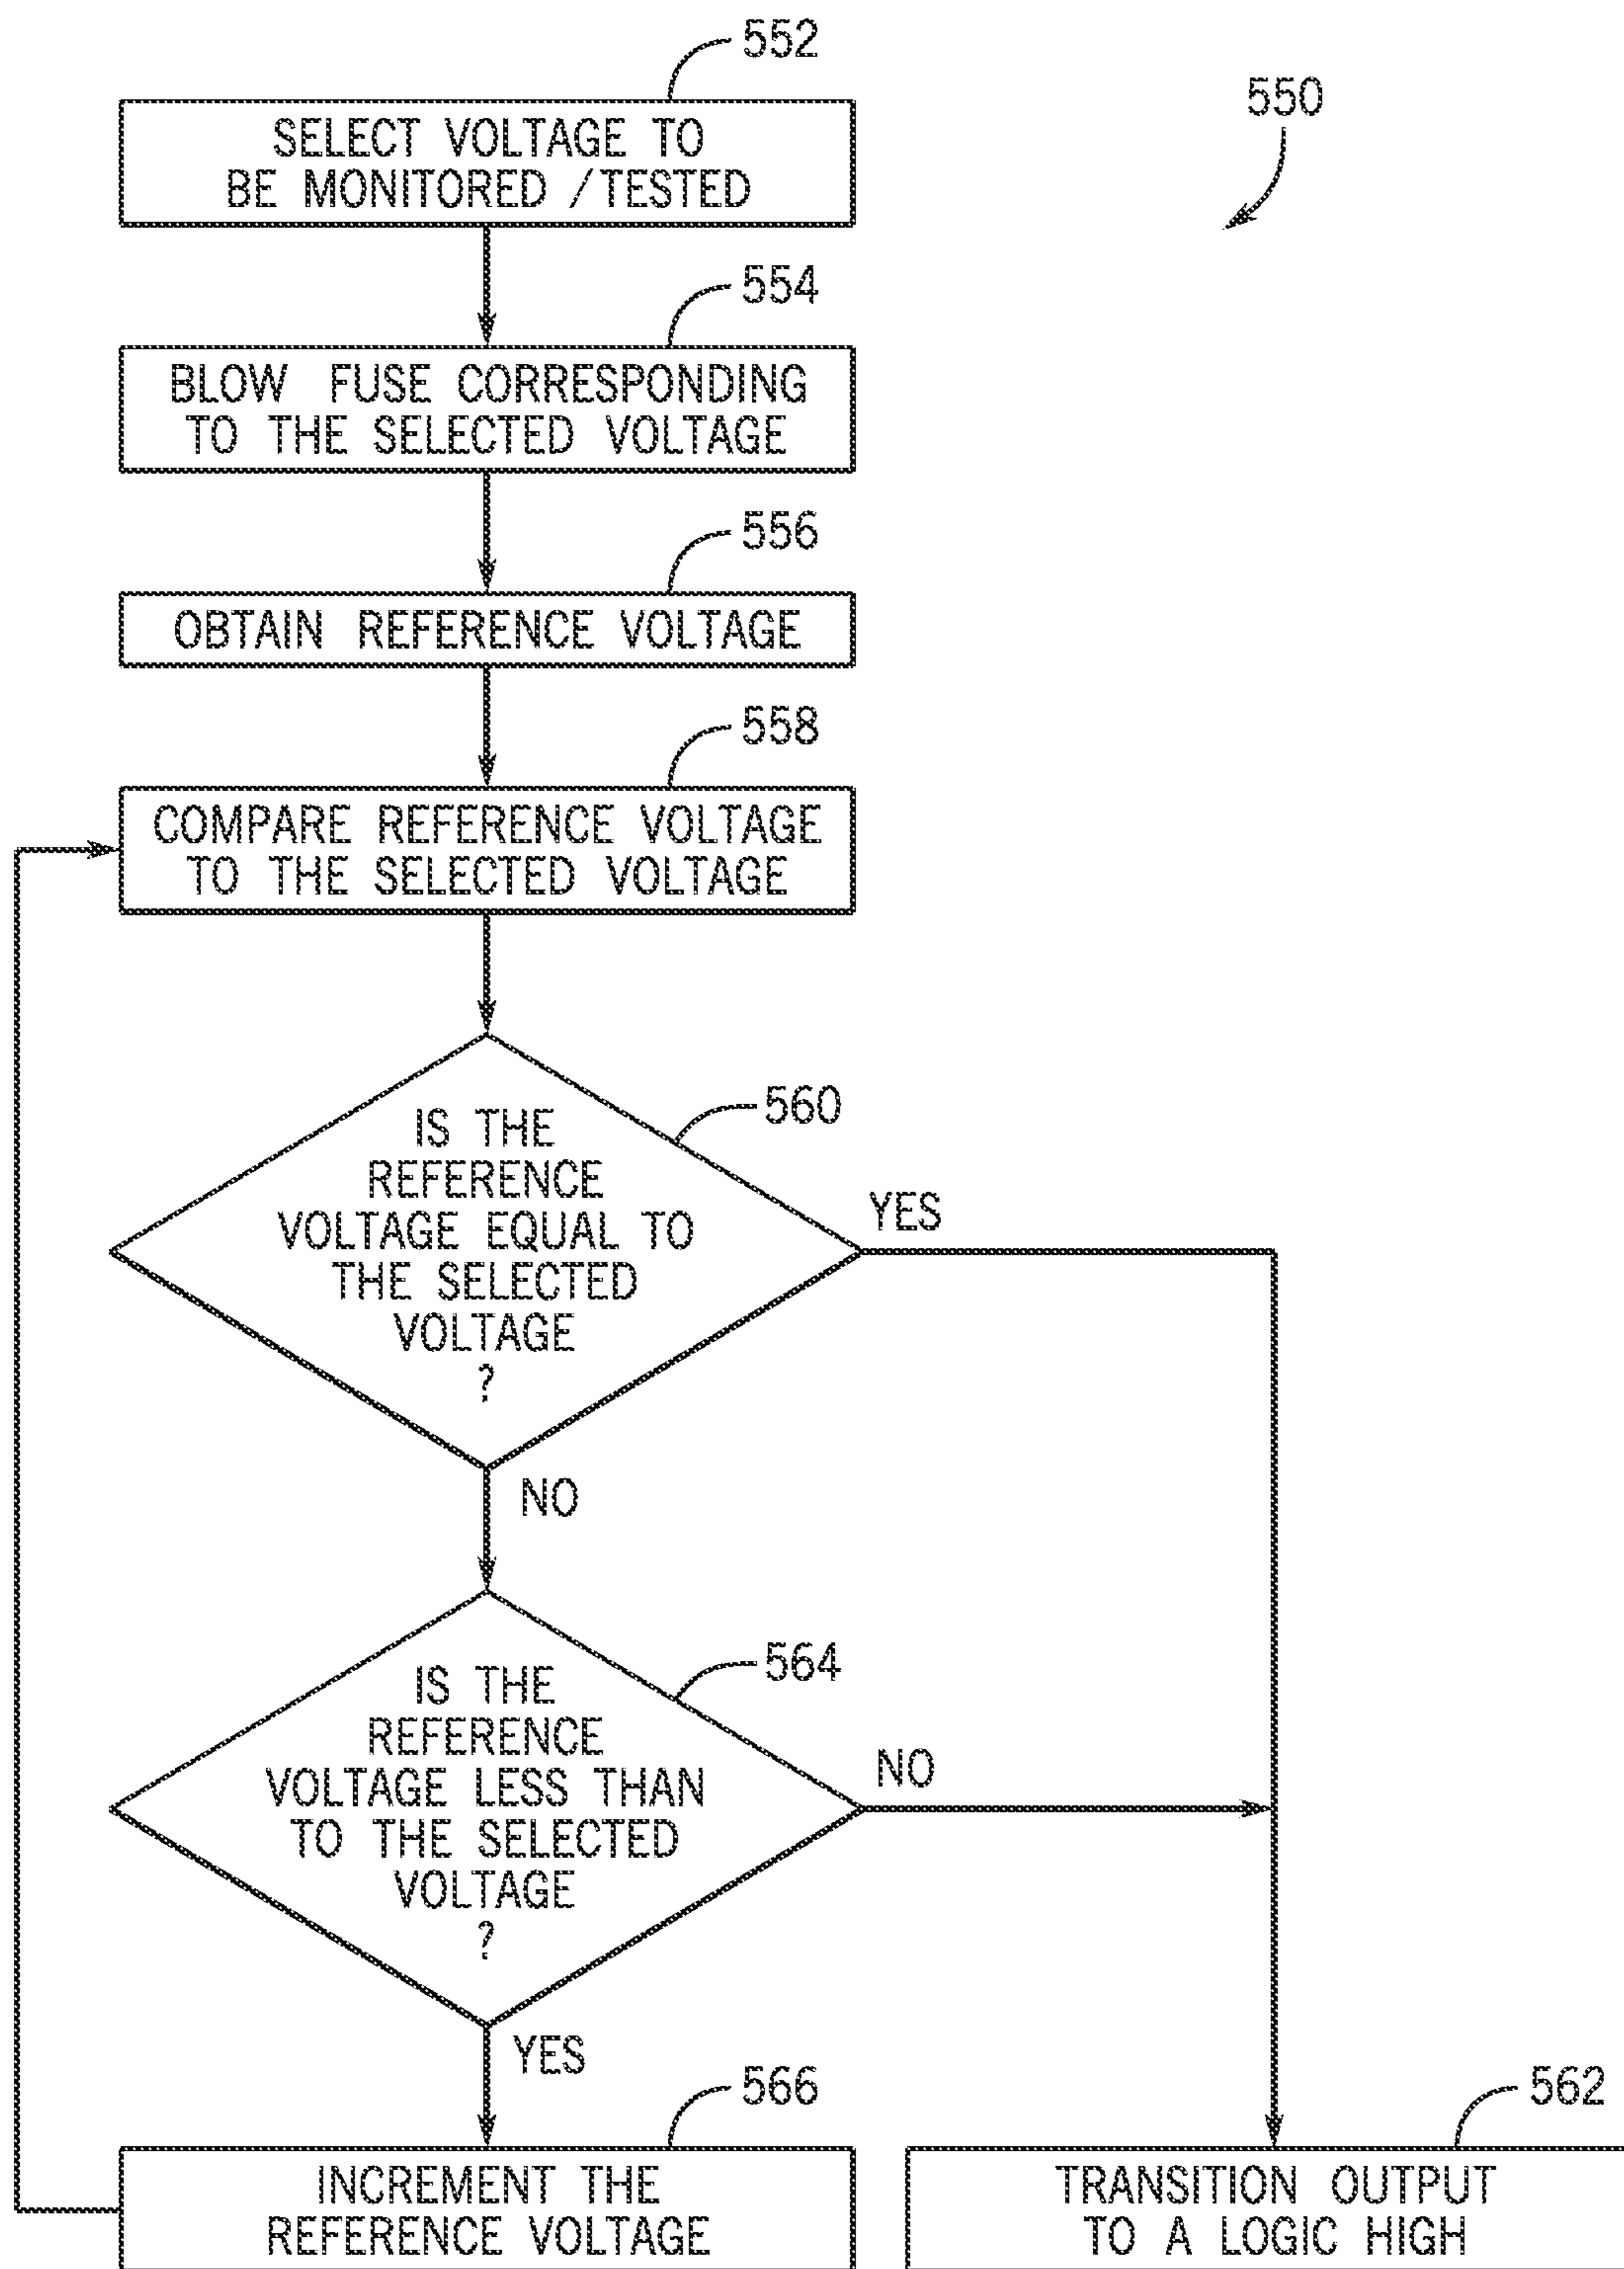 552
550
SELECT VOLTAGE TO
BE MONITORED /TESTED
554
BLOW FUSE CORRESPONDING
TO THE SELECTED VOLTAGE
556
OBTAIN REFERENCE VOLTAGE
558
COMPARE REFERENCE VOLTAGE
TO THE SELECTED VOLTAGE
560
IS THE
REFERENCE
VOLTAGE EQUAL TO
THE SELECTED
VOLTAGE
?
YES
NO
564
IS THE
REFERENCE
VOLTAGE LESS THAN
TO THE SELECTED
VOLTAGE
?
NO
YES
566
INCREMENT THE
REFERENCE VOLTAGE
562
TRANSITION OUTPUT
TO A LOGIC HIGH